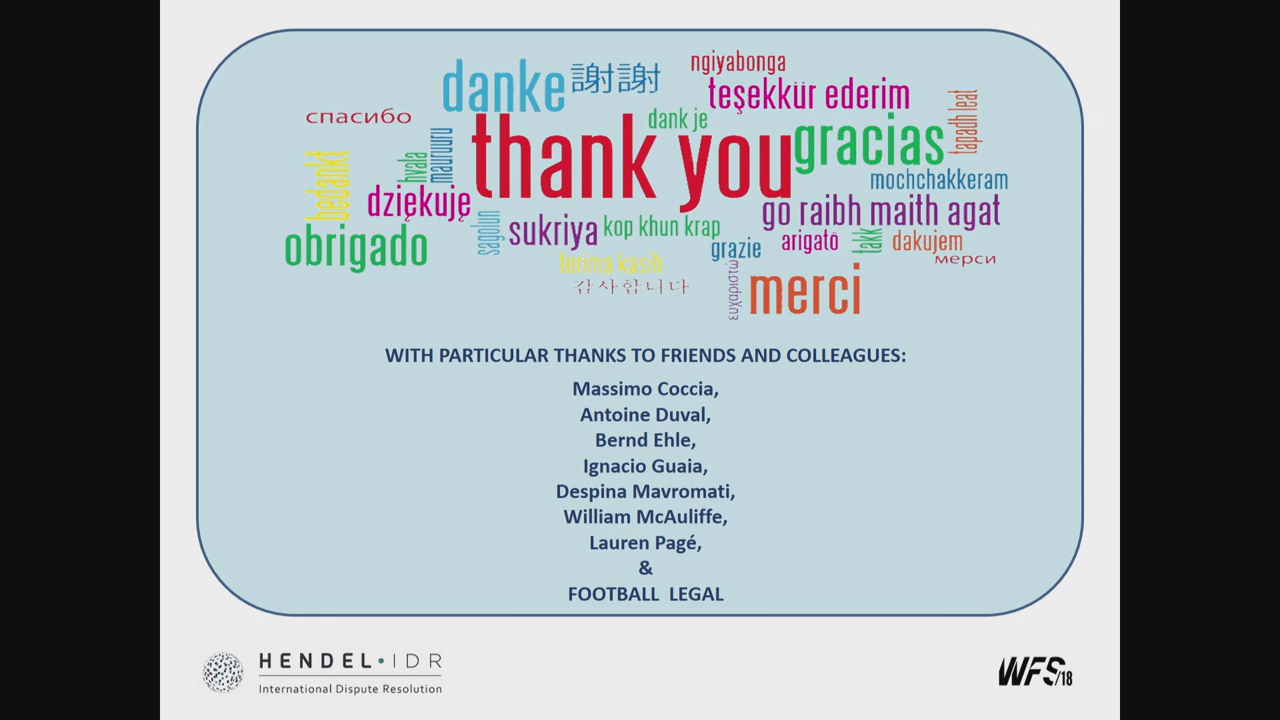 danke
謝謝
ngiyabonga
teşekkür ederim
спасибо
dank je
tapadh leat
thank you
gracias
bedankt
hvala
mauruuru
dziękuję
mochchakkeram
go raibh maith agat
obrigado
sagolun
sukriya
kop khun krap
grazie
arigatō
takk
dakujem
мерси
terima kasih
감사합니다
ευχαριστώ
merci
WITH PARTICULAR THANKS TO FRIENDS AND COLLEAGUES:
Massimo Coccia,
Antoine Duval,
Bernd Ehle,
Ignacio Guaia,
Despina Mavromati,
William McAuliffe,
Lauren Pagé,
&
FOOTBALL LEGAL
HENDEL•IDR
International Dispute Resolution
WFS/18